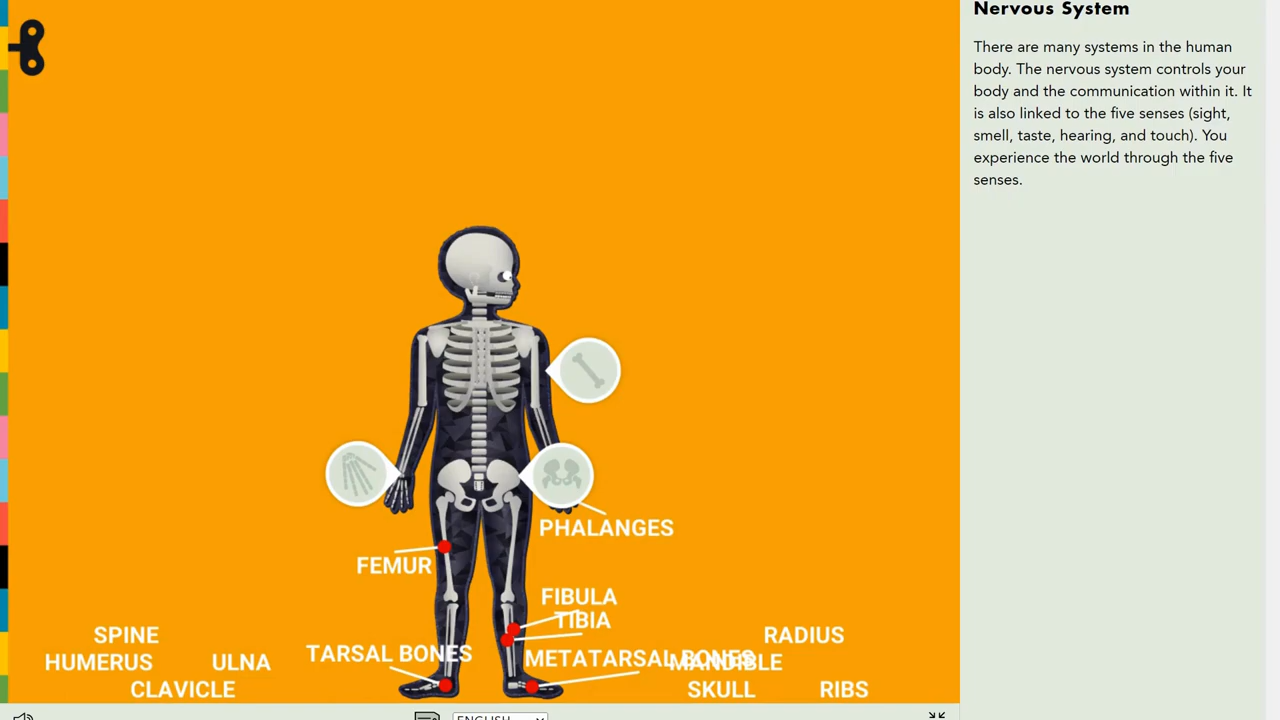 Nervous System
There are many systems in the human
body. The nervous system controls your
body and the communication within it. It
is also linked to the five senses (sight,
smell, taste, hearing, and touch). You
experience the world through the five
senses.
PHALANGES
FEMUR
FIBULA
TIBIA
SPINE
RADIUS
TARSAL BONES
METATARSAL BONES
HUMERUS
ULNA
MANDIBLE
CLAVICLE
SKULL
RIBS
ENGLISH